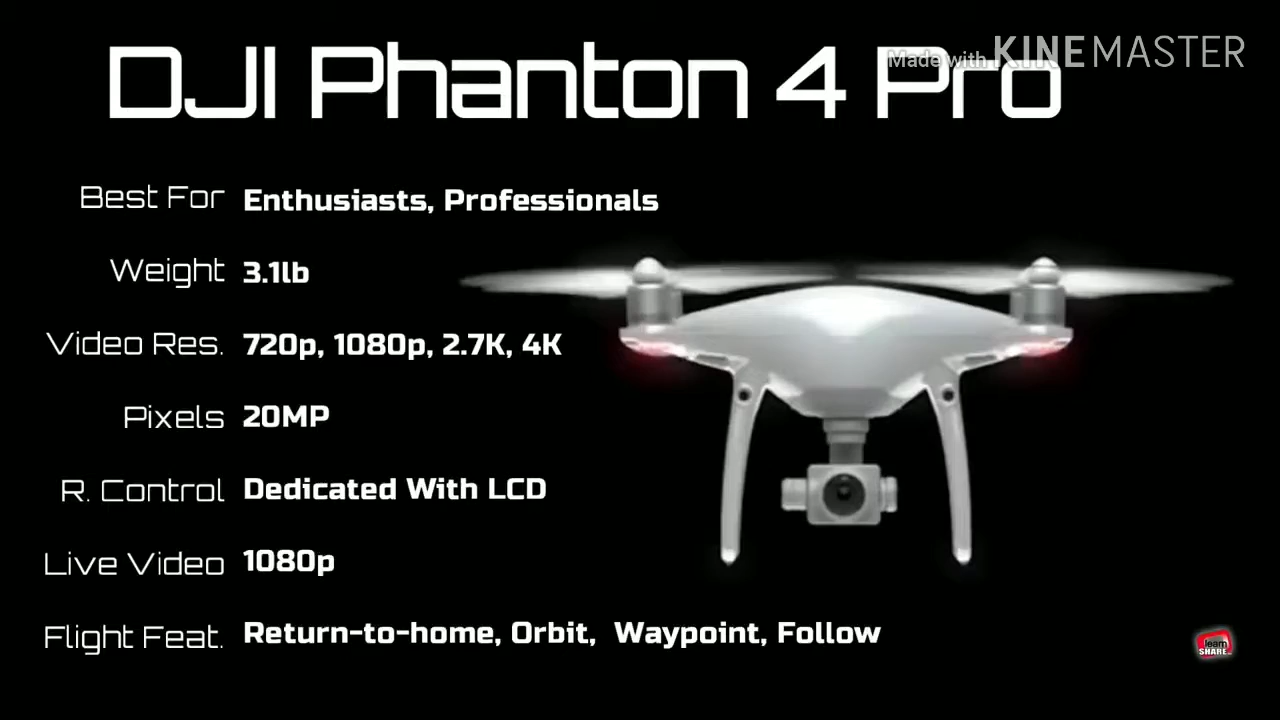 DJI Phanton 4 Pro
Made with KINEMASTER
Best For Enthusiasts, Professionals
Weight 3.1lb
Video Res. 720p, 1080p, 2.7K, 4K
Pixels 20MP
R. Control Dedicated With LCD
Live Video 1080p
Flight Feat. Return-to-home, Orbit, Waypoint, Follow
learn
SHARE